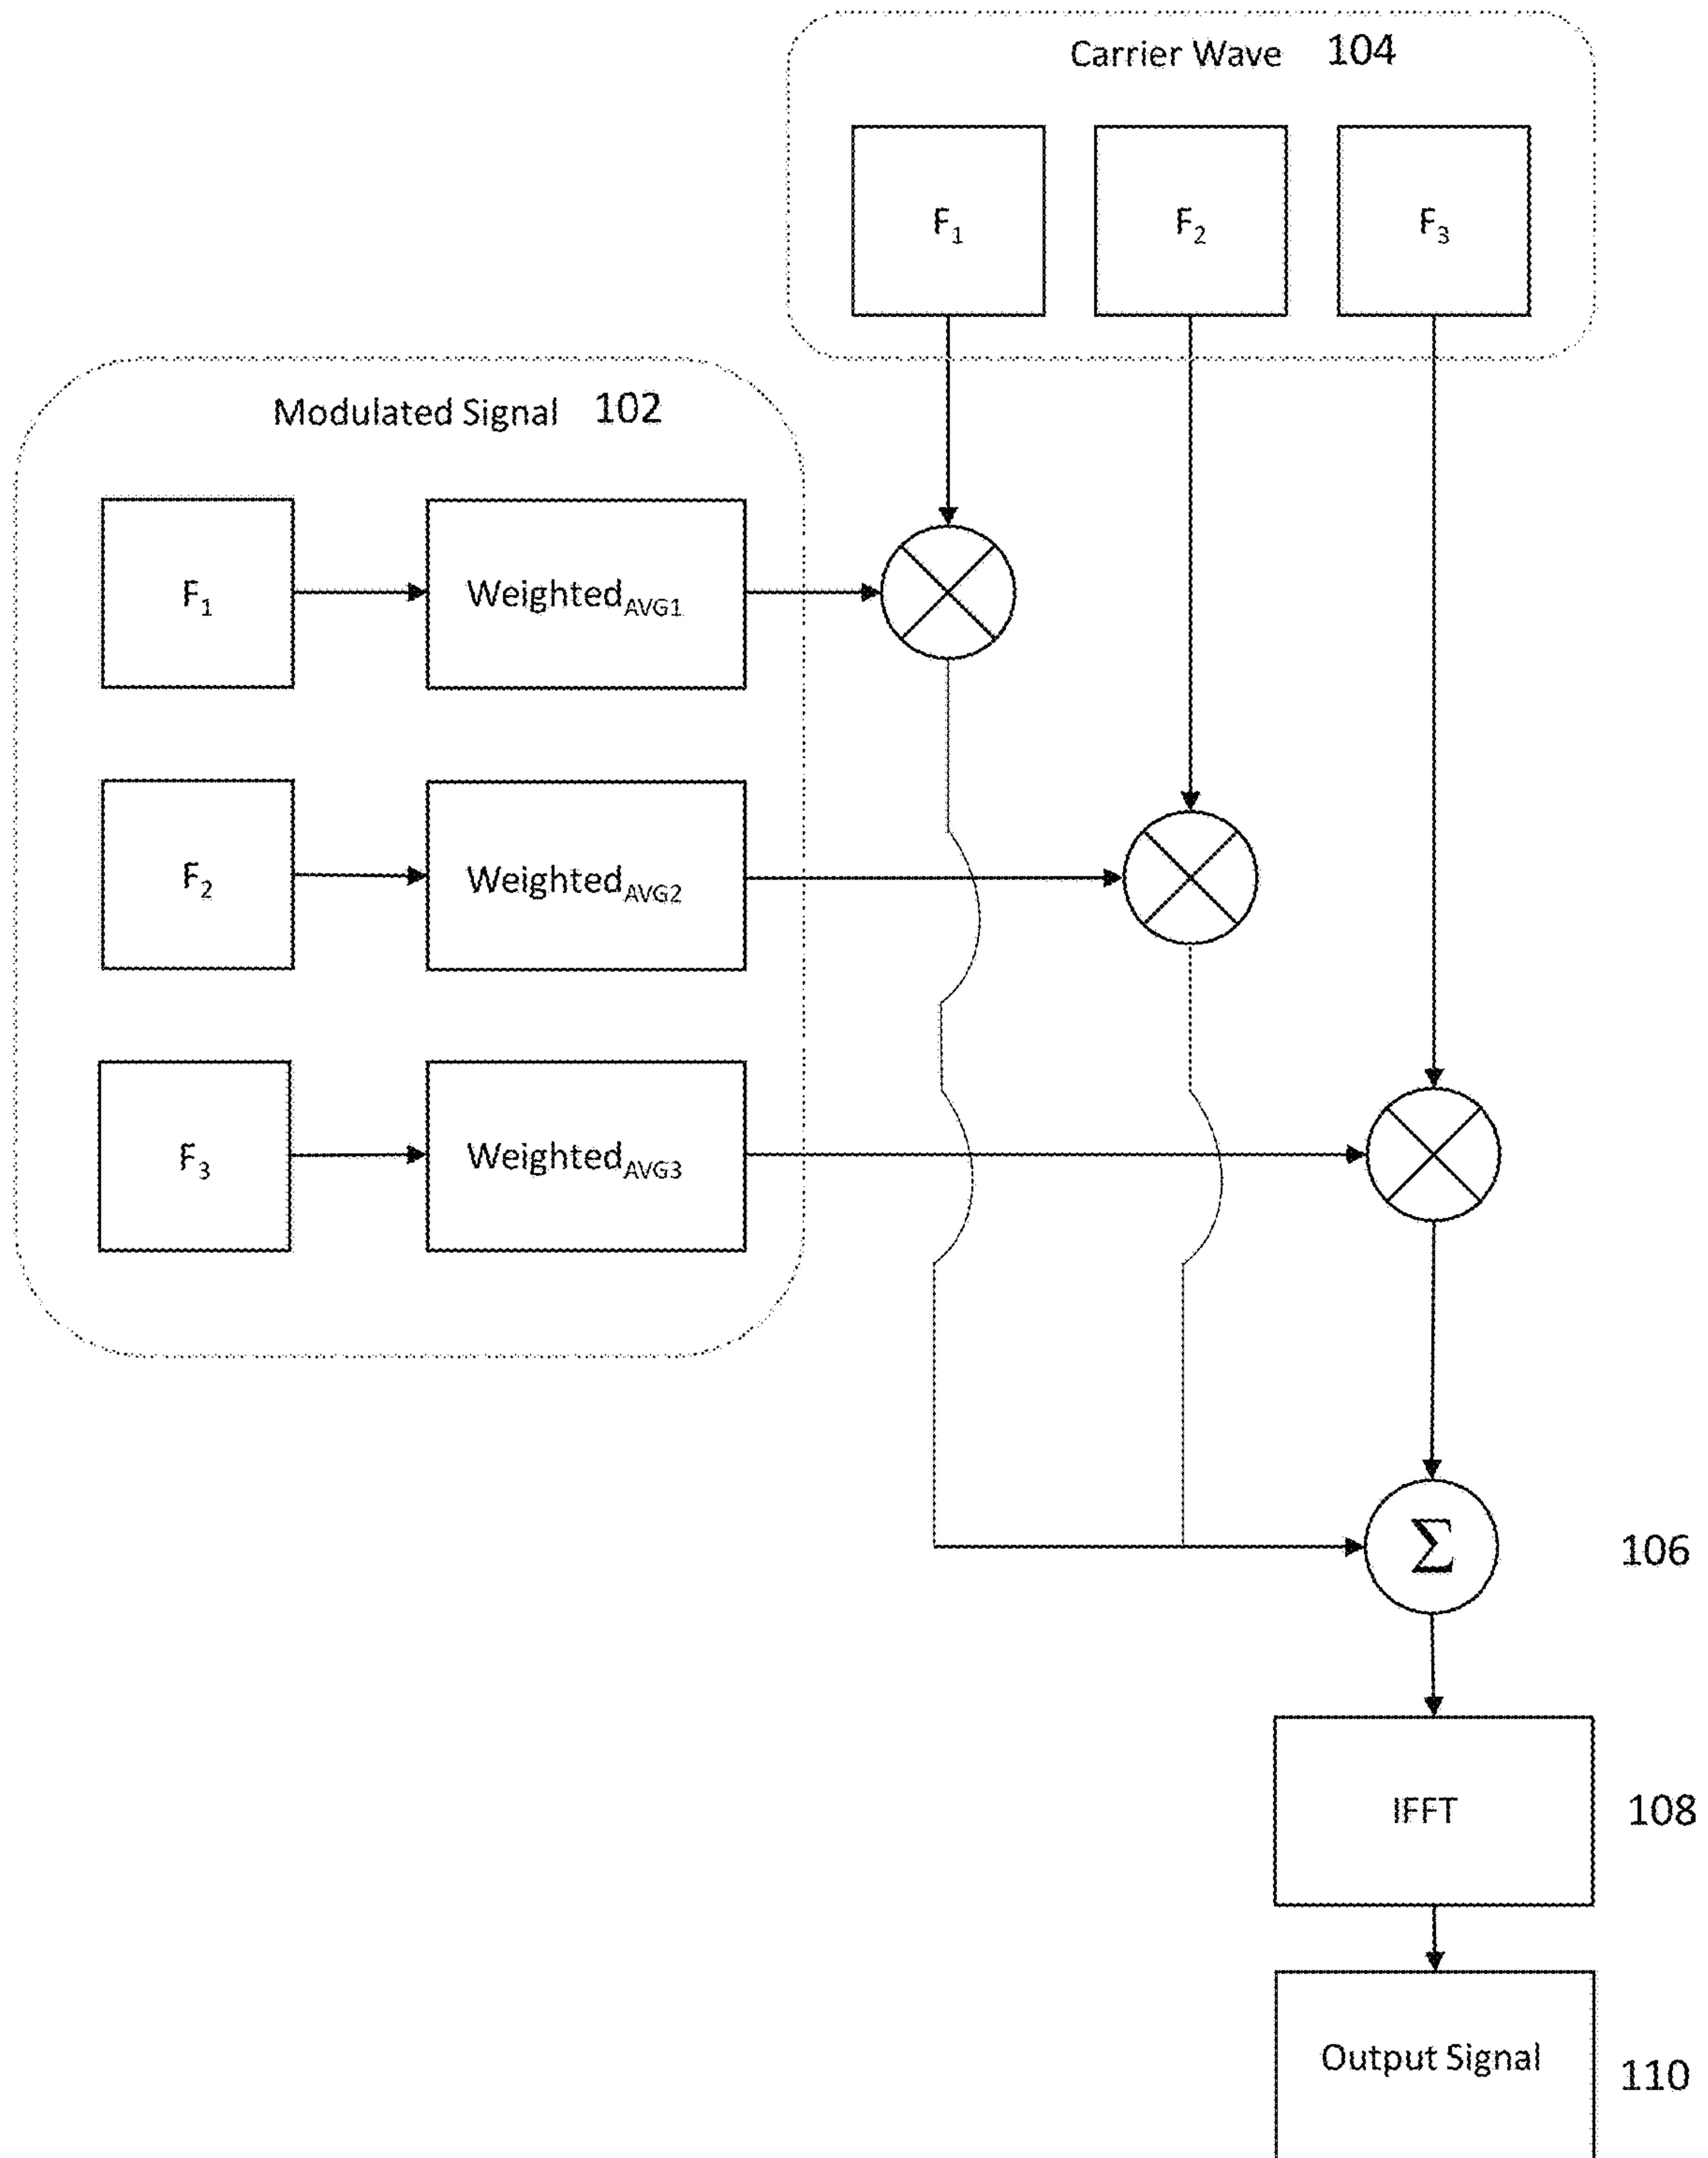 Carrier Wave 104
F1 F2 F3
Modulated Signal 102
F1 WeightedAVG1
F2 WeightedAVG2
F3 WeightedAVG3
Σ 106
IFFT 108
Output Signal 110